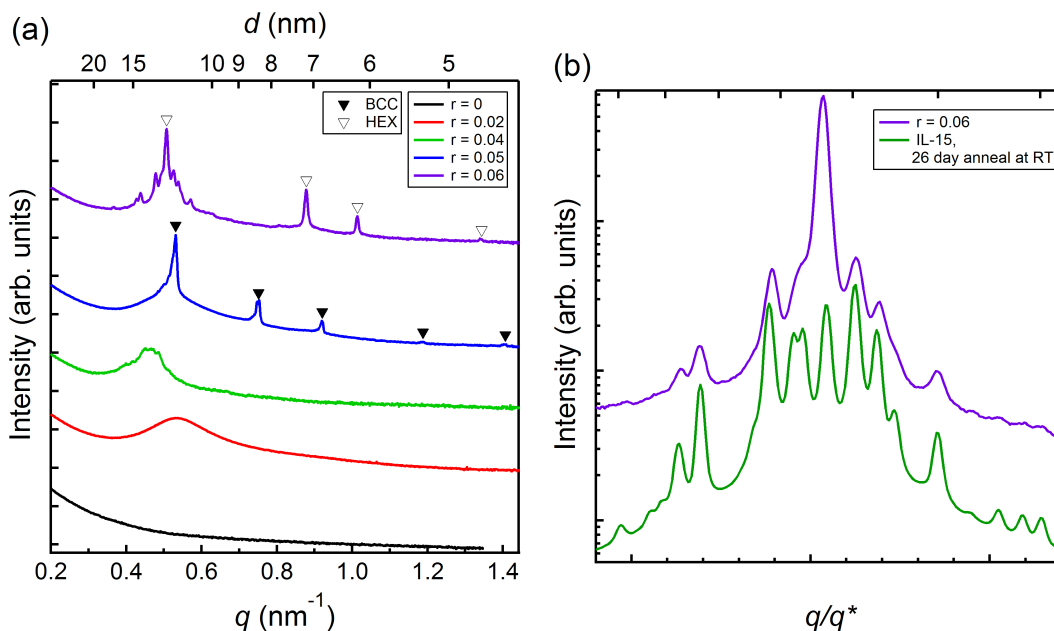 (a)
d (nm)
20 15 10 9 8 7 6 5
BCC
HEX
r = 0
r = 0.02
r = 0.04
r = 0.05
r = 0.06
Intensity (arb. units)
0.2 0.4 0.6 0.8 1.0 1.2 1.4
q (nm⁻¹)
(b)
r = 0.06
IL-15,
26 day anneal at RT
Intensity (arb. units)
q/q*